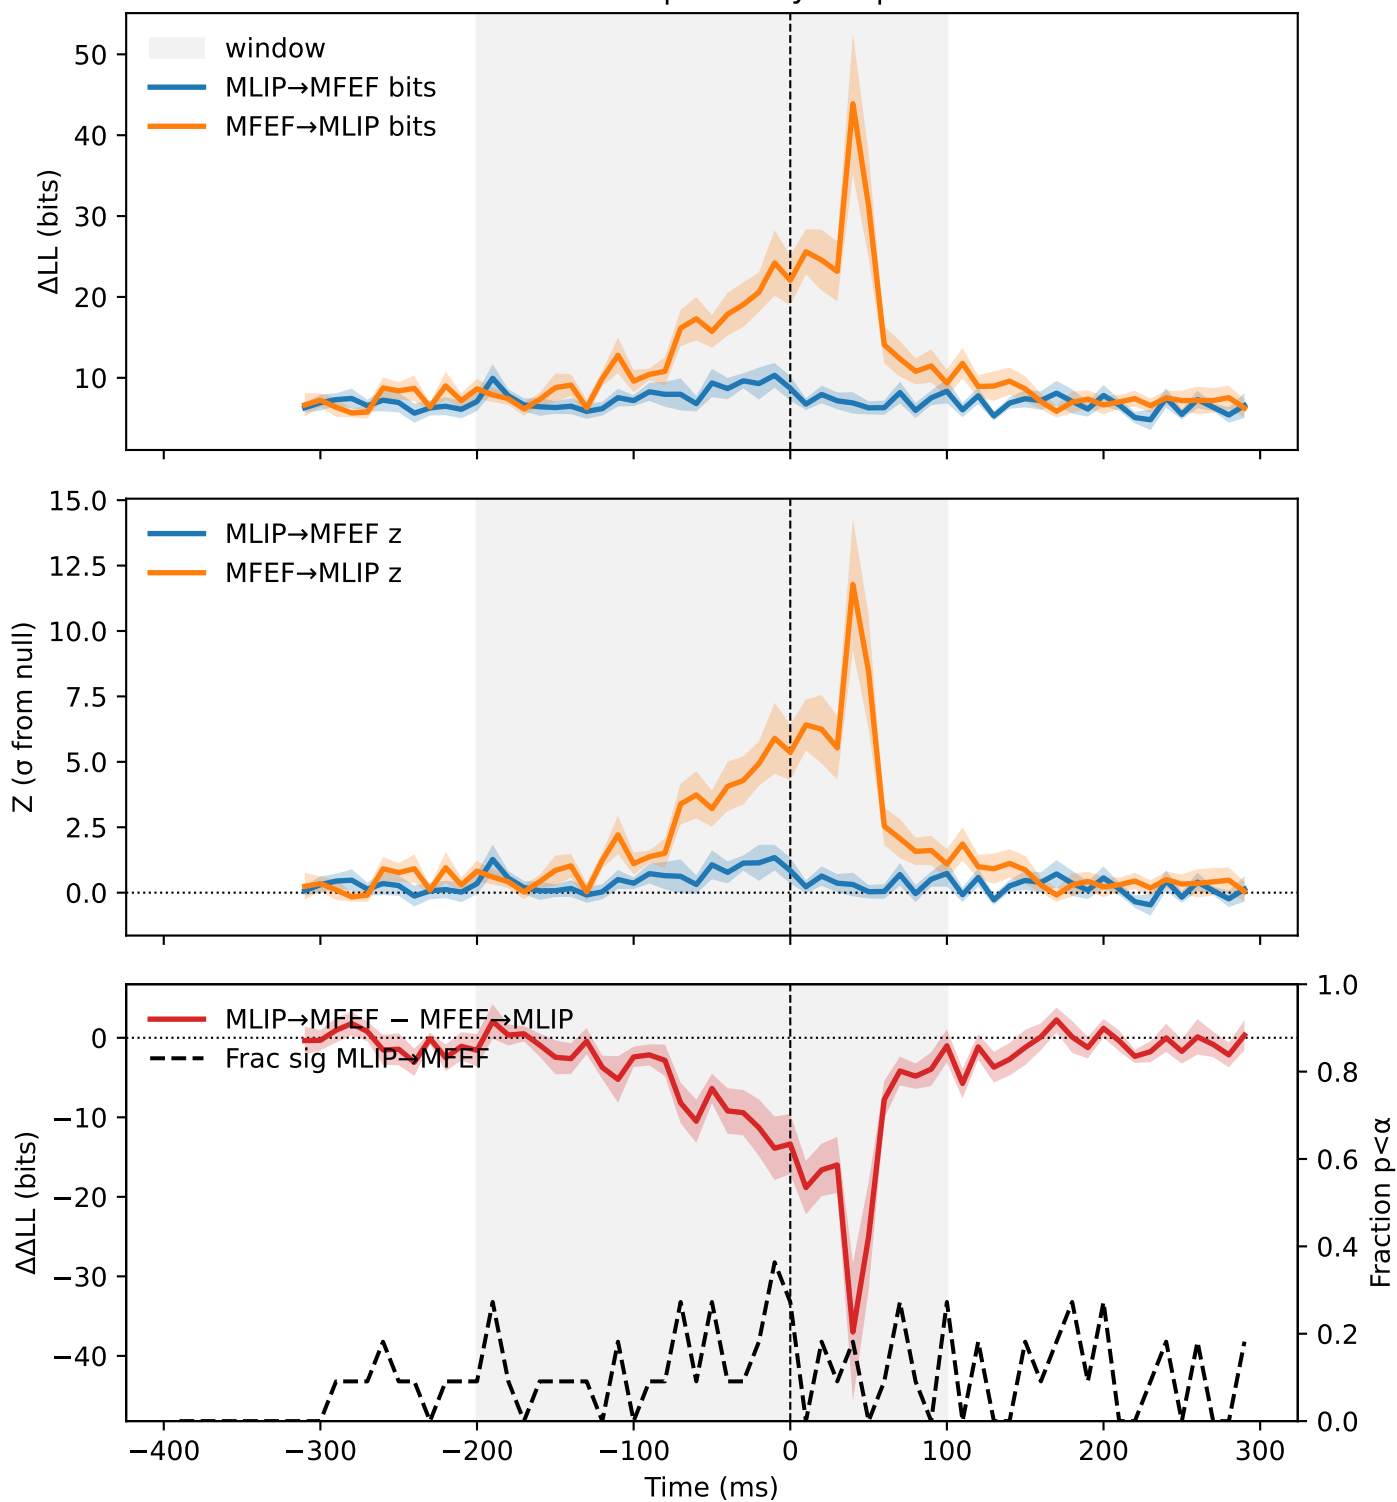 50
40
30
20
10
ΔLL (bits)
window
MLIP→MFEF bits
MFEF→MLIP bits
15.0
12.5
10.0
7.5
5.0
2.5
0.0
Z (σ from null)
MLIP→MFEF z
MFEF→MLIP z
0
−10
−20
−30
−40
ΔΔLL (bits)
MLIP→MFEF − MFEF→MLIP
Frac sig MLIP→MFEF
1.0
0.8
0.6
0.4
0.2
0.0
Fraction p<α
−400 −300 −200 −100 0 100 200 300
Time (ms)